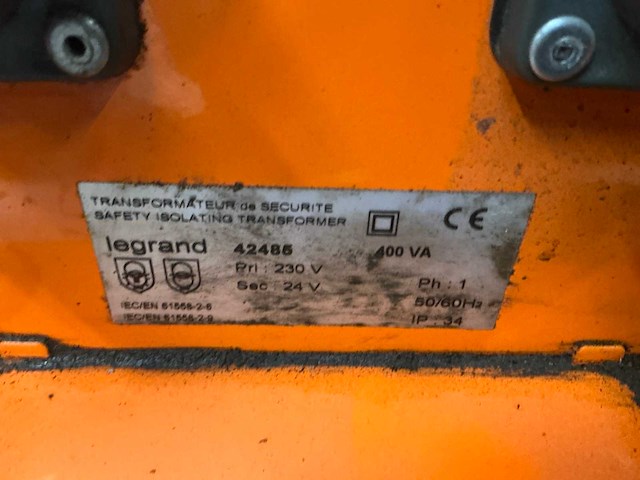 TRANSFORMATEUR de SECURITE
SAFETY ISOLATING TRANSFORMER
CE
legrand 42485 400 VA
Pri : 230 V
Sec : 24 V
Ph : 1
50/60Hz
IEC/EN 61558-2-6
IEC/EN 61558-2-9
IP : 34